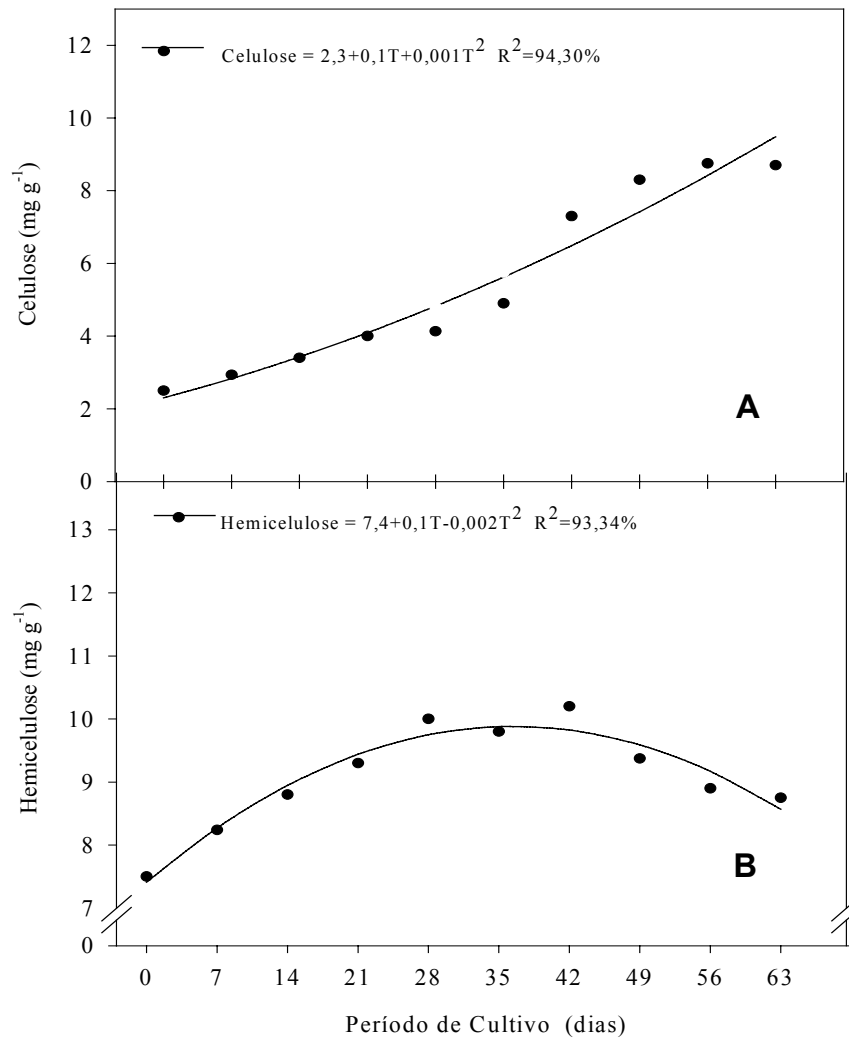 12
10
8
6
4
2
0
Celulose (mg g⁻¹)
Celulose = 2,3+0,1T+0,001T² R²=94,30%
A
13
12
11
10
9
8
7
0
Hemicelulose (mg g⁻¹)
Hemicelulose = 7,4+0,1T-0,002T² R²=93,34%
B
0 7 14 21 28 35 42 49 56 63
Período de Cultivo (dias)